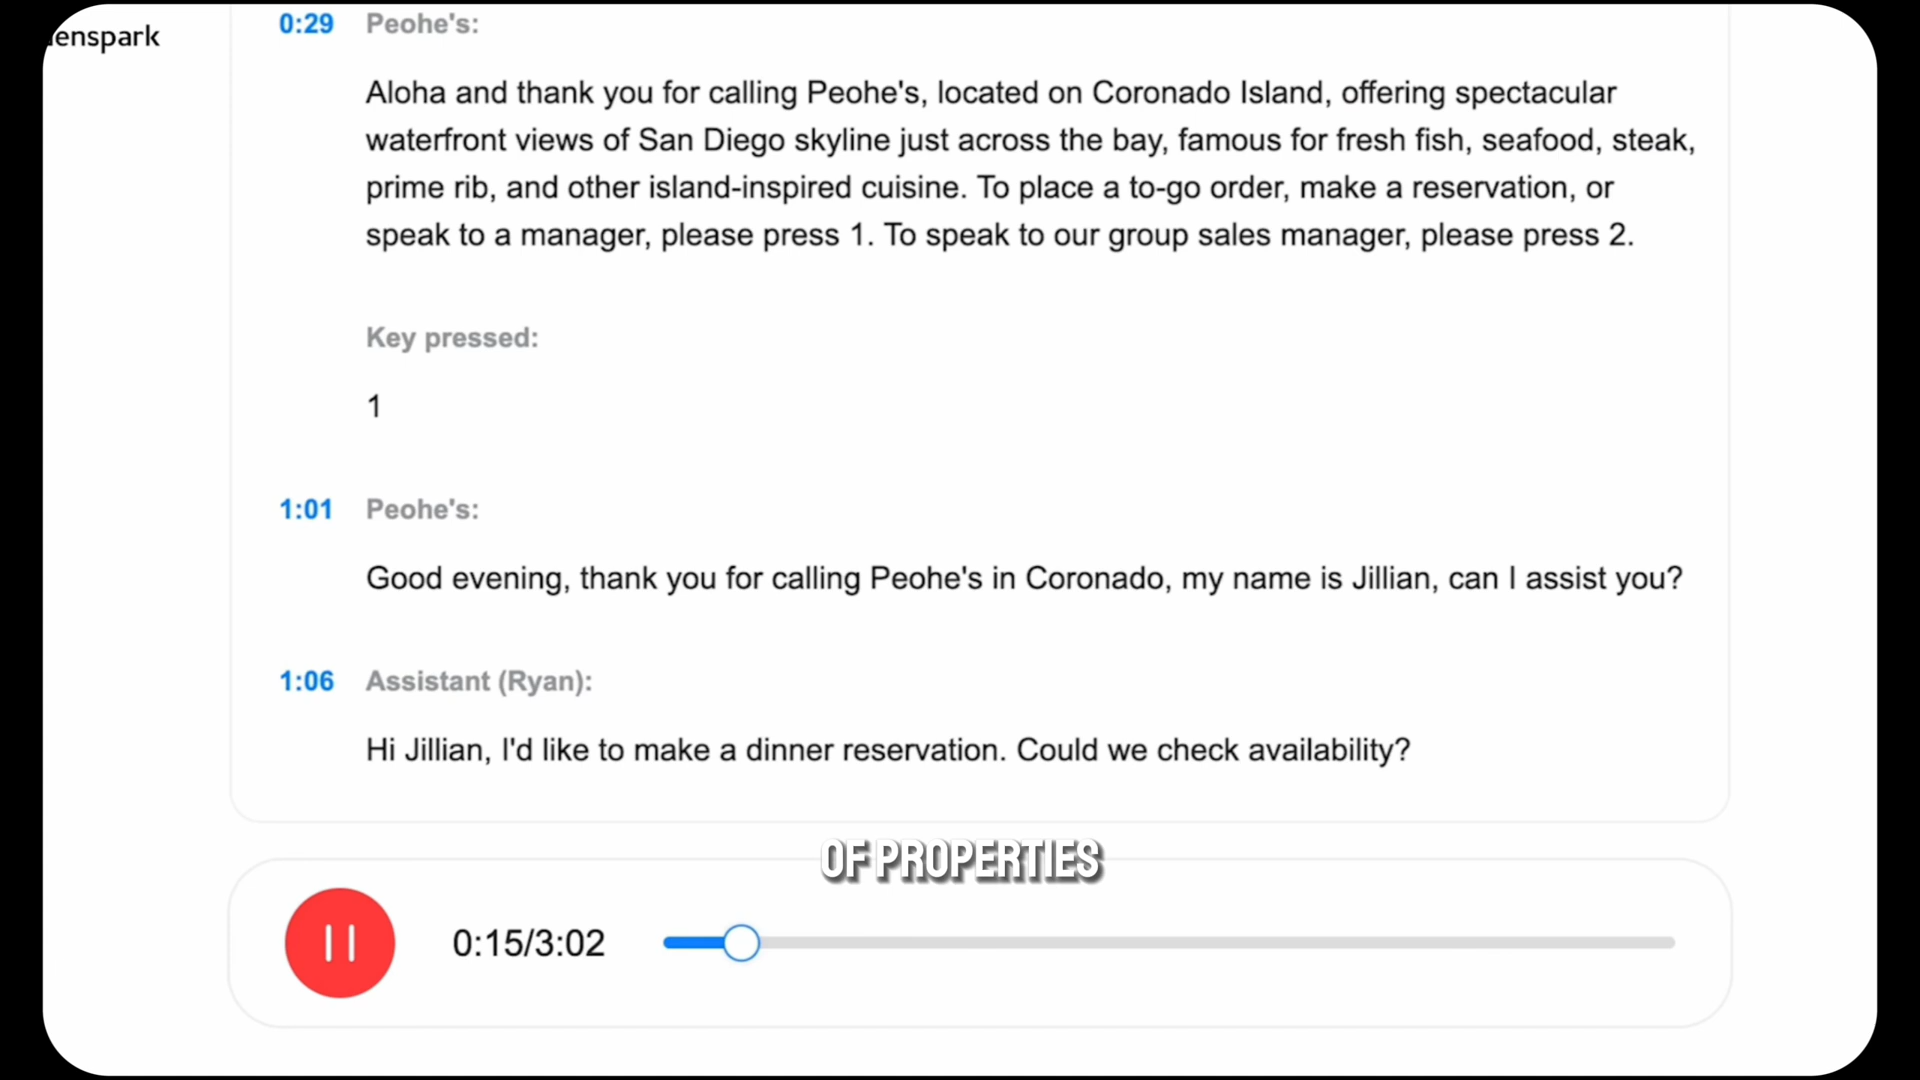 enspark
0:29 Peohe's:
Aloha and thank you for calling Peohe's, located on Coronado Island, offering spectacular
waterfront views of San Diego skyline just across the bay, famous for fresh fish, seafood, steak,
prime rib, and other island-inspired cuisine. To place a to-go order, make a reservation, or
speak to a manager, please press 1. To speak to our group sales manager, please press 2.
Key pressed:
1
1:01 Peohe's:
Good evening, thank you for calling Peohe's in Coronado, my name is Jillian, can I assist you?
1:06 Assistant (Ryan):
Hi Jillian, I'd like to make a dinner reservation. Could we check availability?
OF PROPERTIES
0:15/3:02